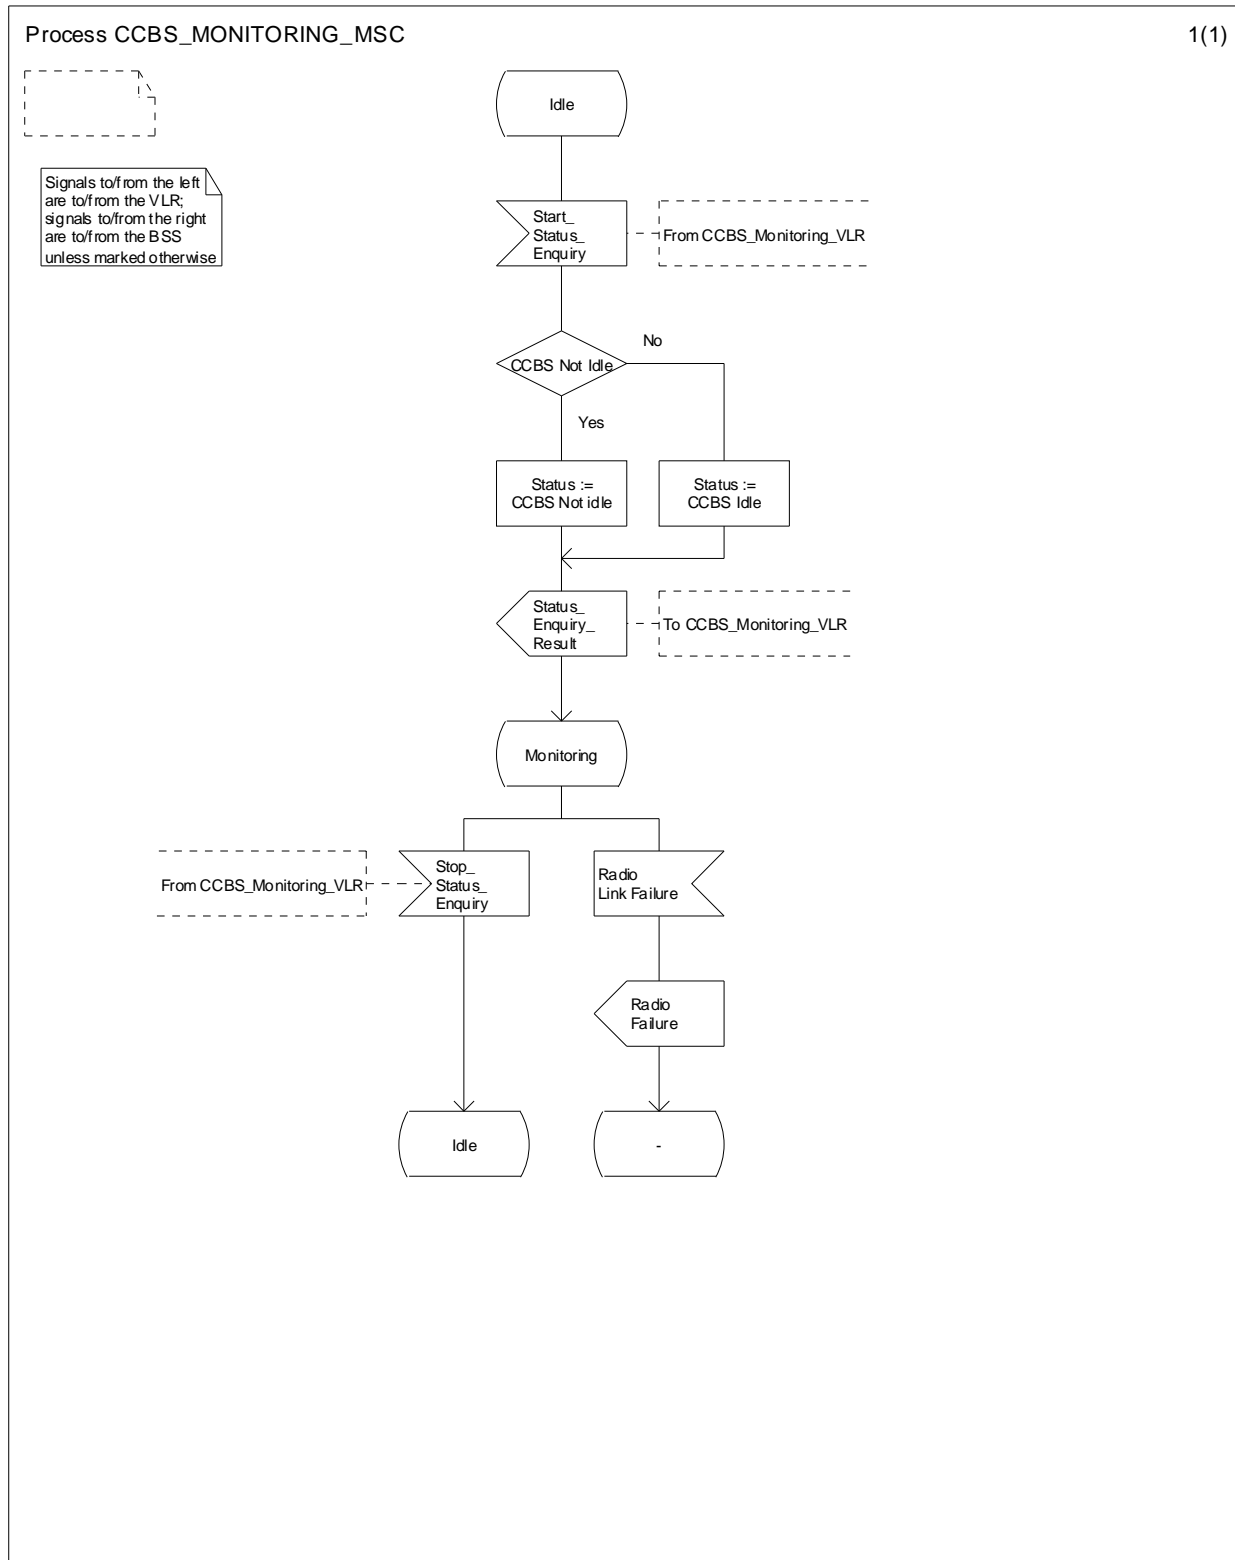 Process CCBS_MONITORING_MSC
1(1)
Idle
Signals to/from the left
are to/from the VLR;
signals to/from the right
are to/from the BSS
unless marked otherwise
Start_
Status_
Enquiry
From CCBS_Monitoring_VLR
No
CCBS Not Idle
Yes
Status :=
CCBS Not idle
Status :=
CCBS Idle
Status_
Enquiry_
Result
To CCBS_Monitoring_VLR
Monitoring
From CCBS_Monitoring_VLR
Stop_
Status_
Enquiry
Radio
Link Failure
Radio
Failure
Idle
-